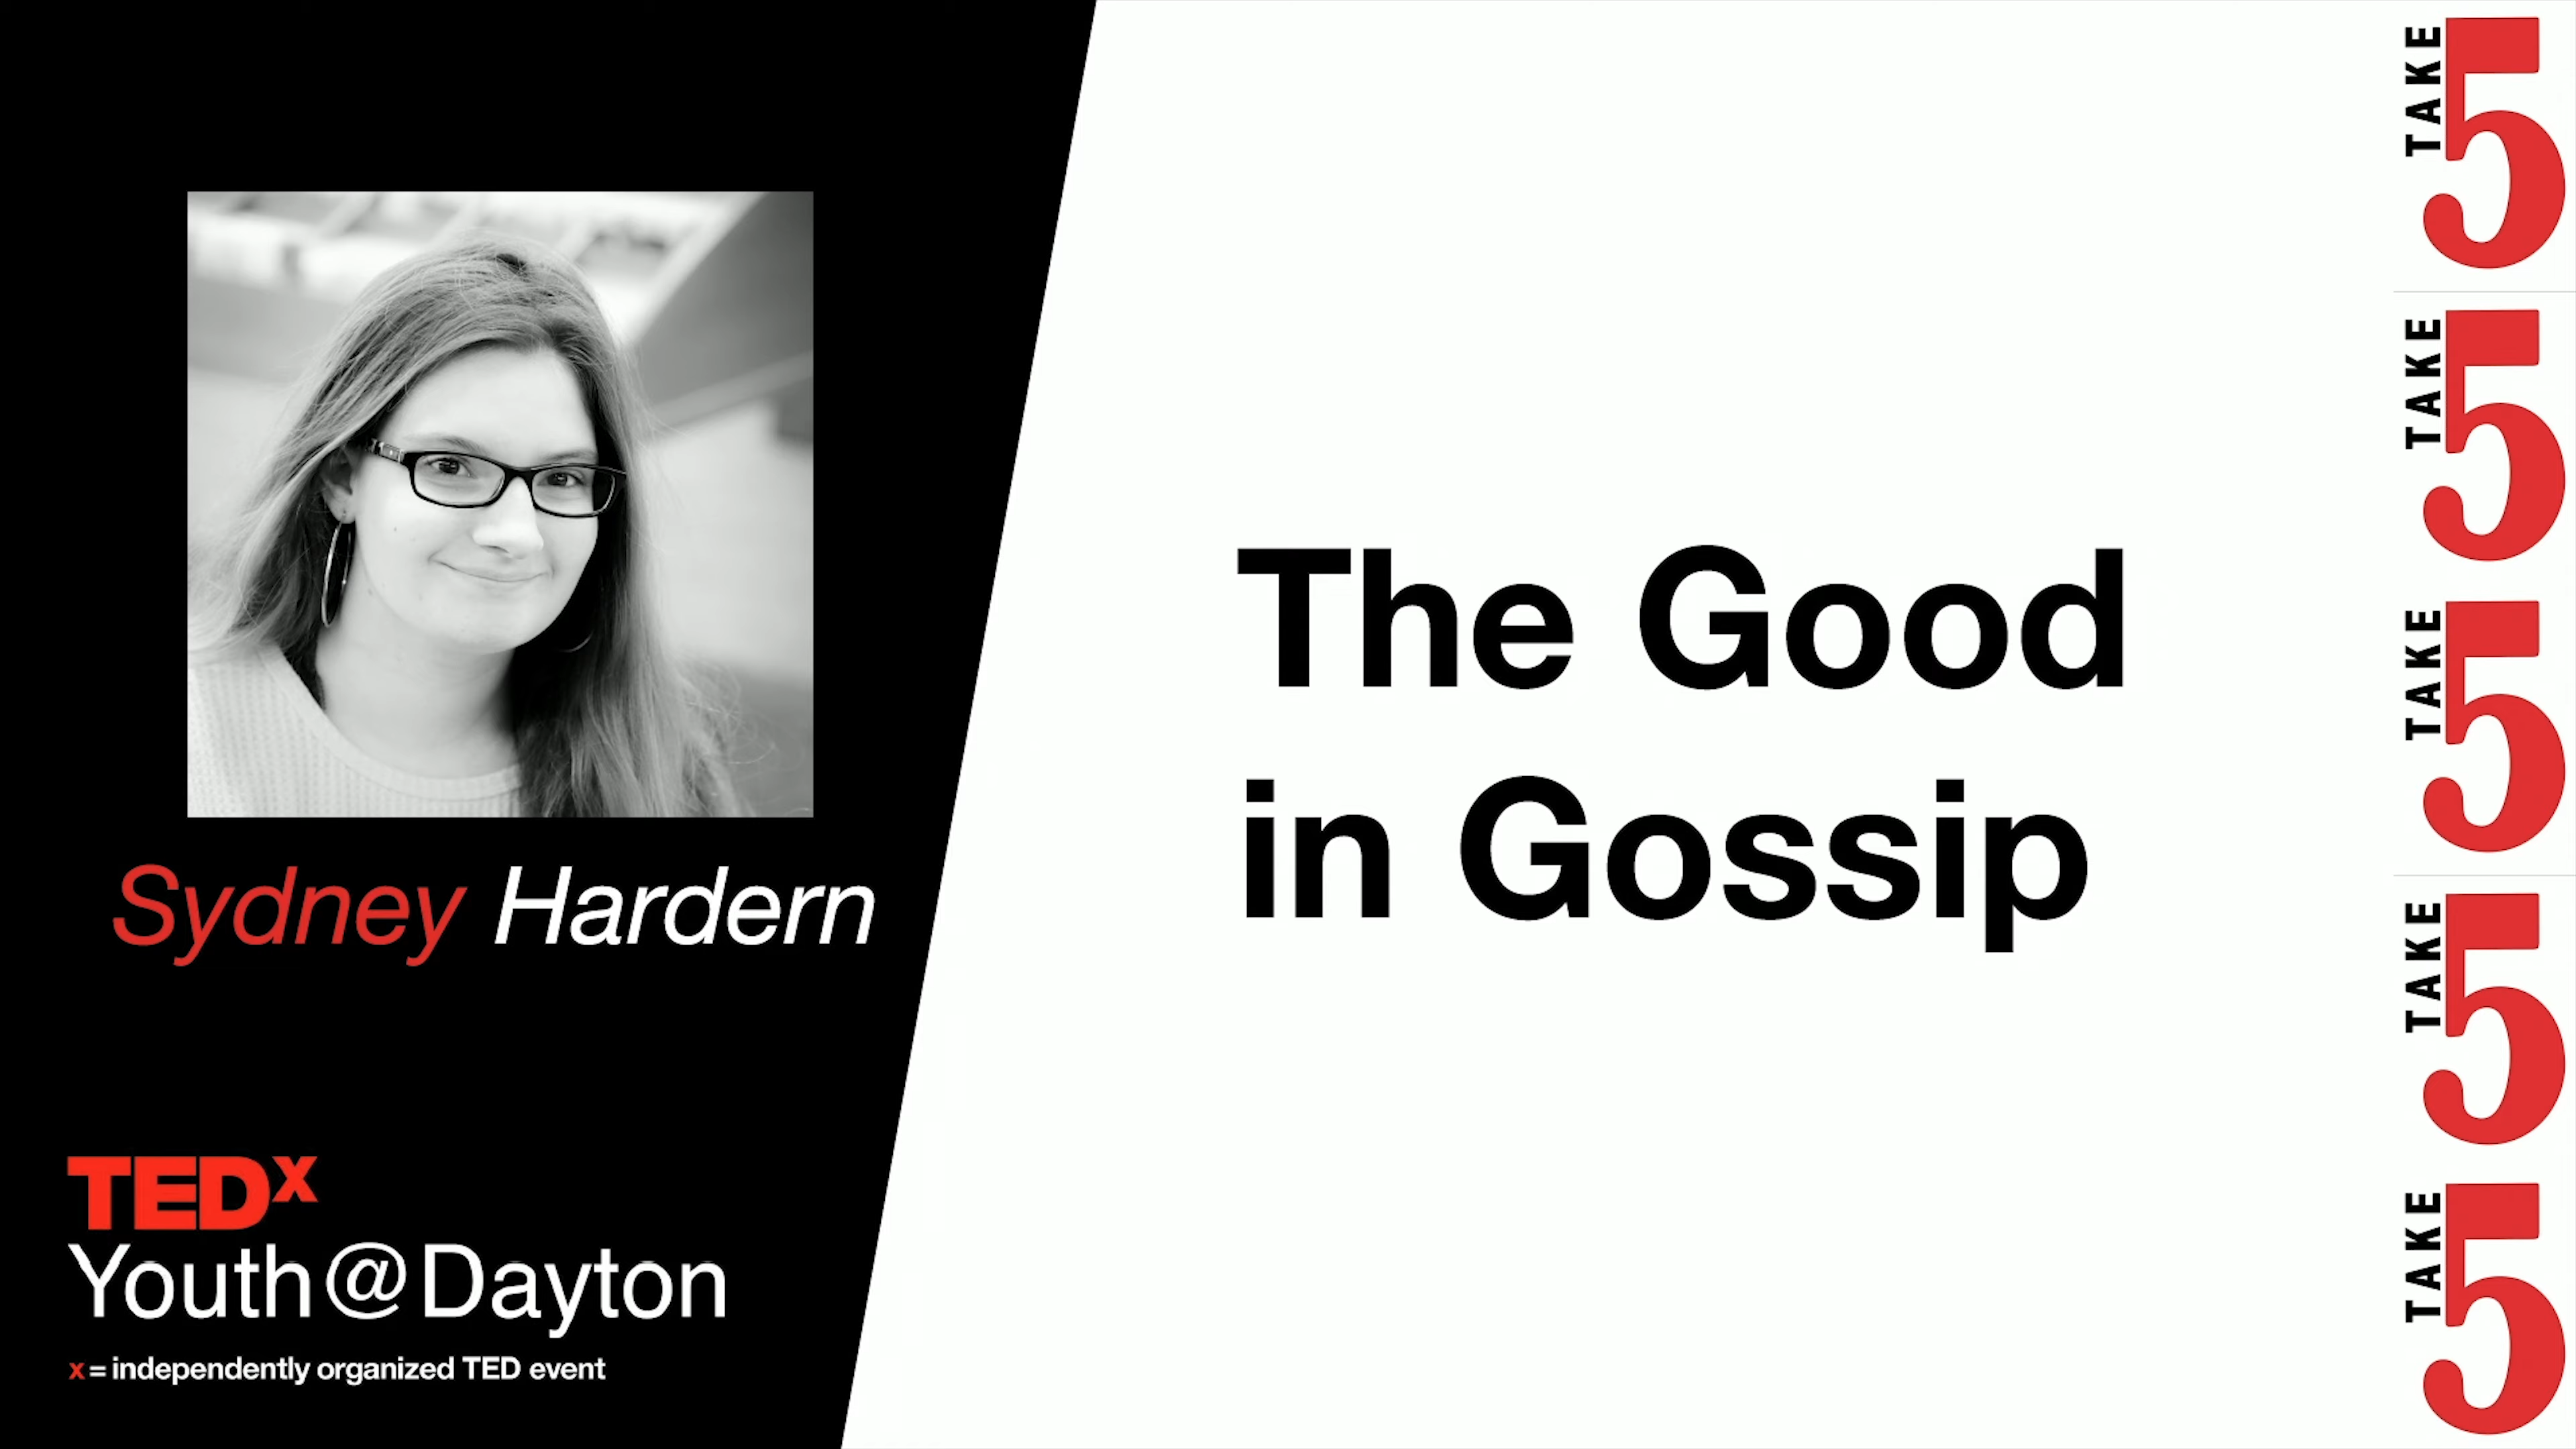 Sydney Hardern
TEDx
Youth@Dayton
x = independently organized TED event
The Good
in Gossip
TAKE 5
TAKE 5
TAKE 5
TAKE 5
TAKE 5